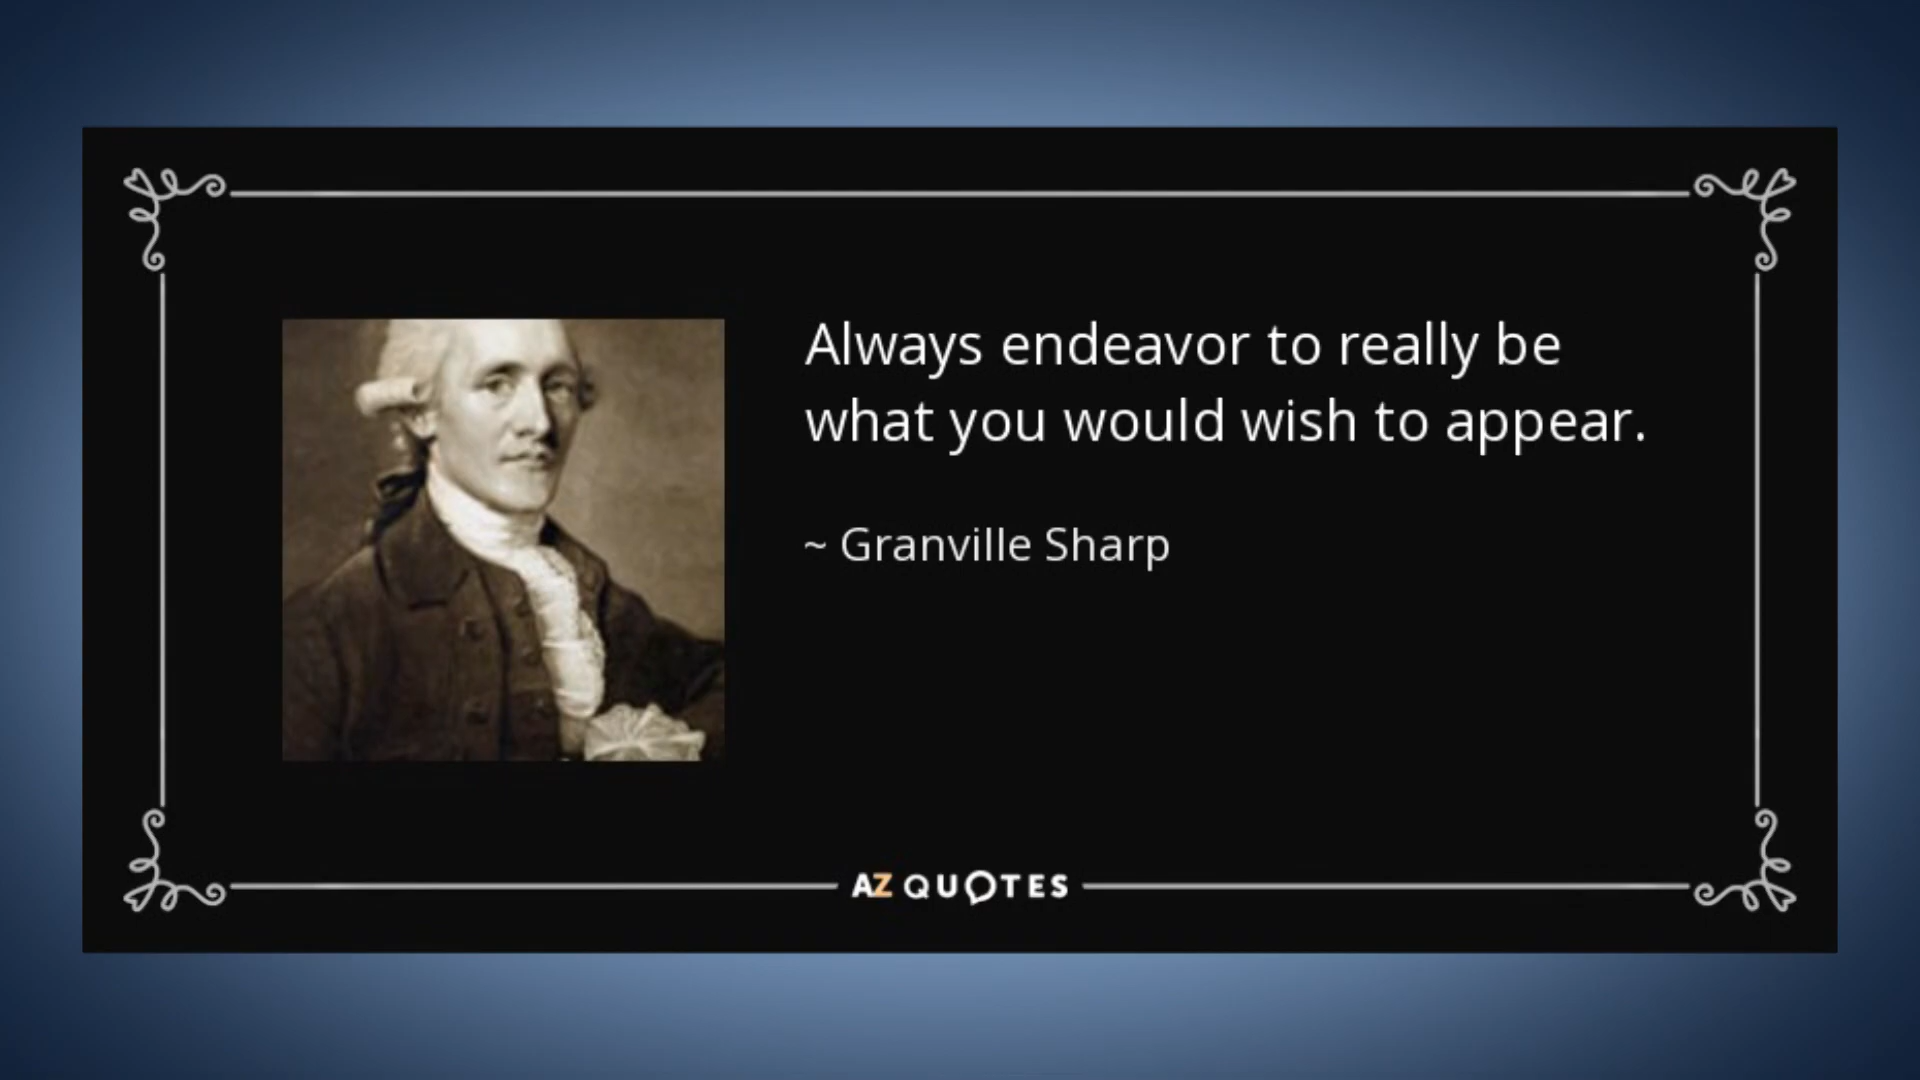 Always endeavor to really be
what you would wish to appear.
~ Granville Sharp
AZ QUOTES